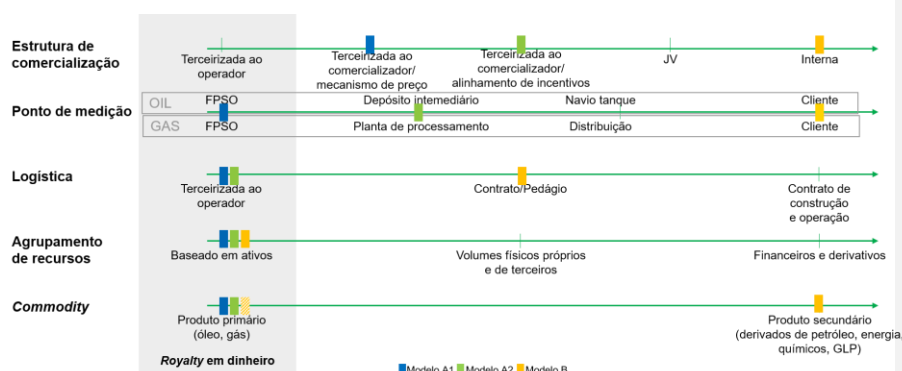 Estrutura de
comercialização
Terceirizada ao
operador
Terceirizada ao
comercializador/
mecanismo de preço
Terceirizada ao
comercializador/
alinhamento de incentivos
JV
Interna
Ponto de medição
OIL
FPSO
Depósito intemediário
Navio tanque
Cliente
GAS
FPSO
Planta de processamento
Distribuição
Cliente
Logística
Terceirizada ao
operador
Contrato/Pedágio
Contrato de
construção
e operação
Agrupamento
de recursos
Baseado em ativos
Volumes físicos próprios
e de terceiros
Financeiros e derivativos
Commodity
Produto primário
(óleo, gás)
Produto secundário
(derivados de petróleo, energia,
químicos, GLP)
Royalty em dinheiro
Modelo A1 Modelo A2 Modelo B